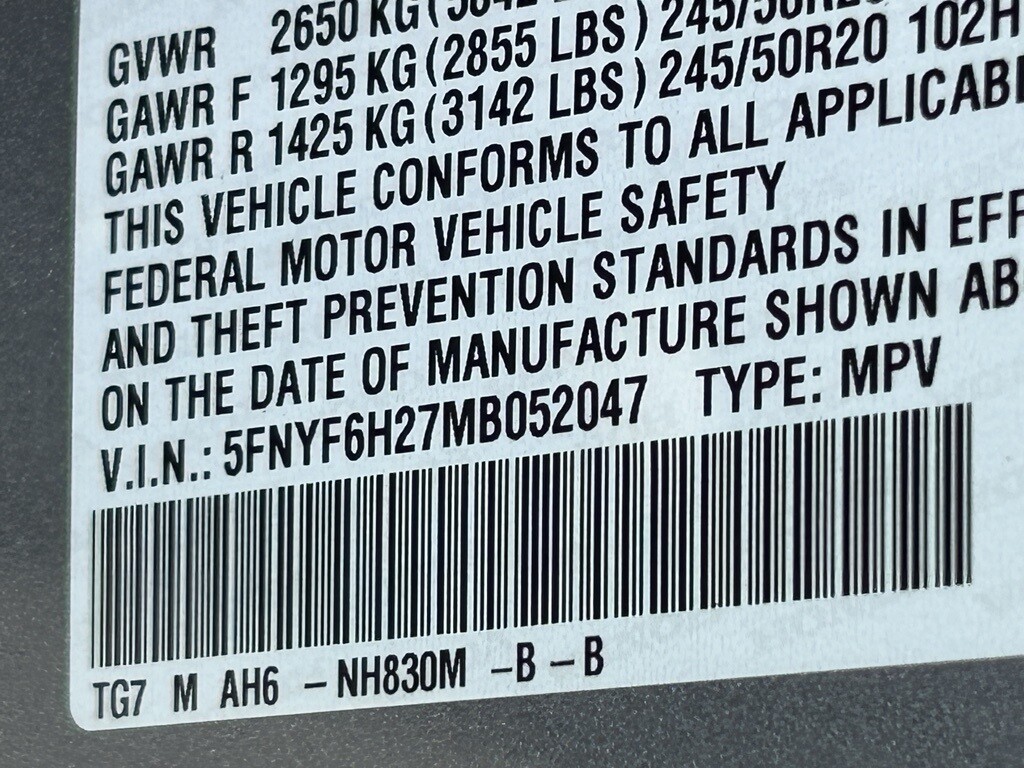 GVWR 2650 KG (5842
GAWR F 1295 KG (2855 LBS) 245/50R20
GAWR R 1425 KG (3142 LBS) 245/50R20 102H
THIS VEHICLE CONFORMS TO ALL APPLICABL
FEDERAL MOTOR VEHICLE SAFETY
AND THEFT PREVENTION STANDARDS IN EFF
ON THE DATE OF MANUFACTURE SHOWN AB
V.I.N.: 5FNYF6H27MB052047 TYPE: MPV
TG7 M AH6 – NH830M –B – B